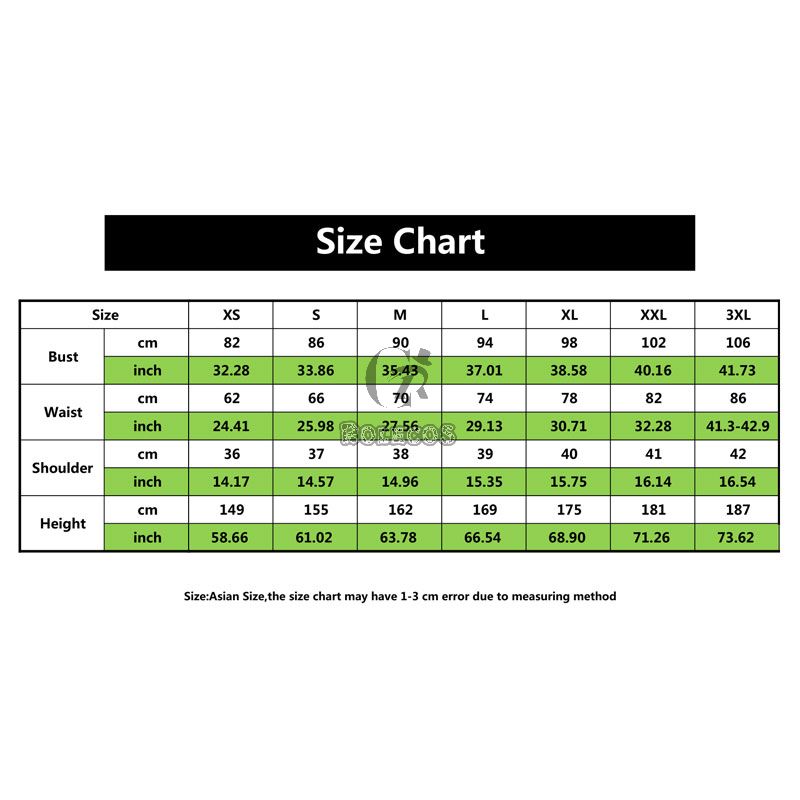 Size Chart
Size XS S M L XL XXL 3XL
Bust cm 82 86 90 94 98 102 106
inch 32.28 33.86 35.43 37.01 38.58 40.16 41.73
Waist cm 62 66 70 74 78 82 86
inch 24.41 25.98 27.56 29.13 30.71 32.28 41.3-42.9
ROLECOS
Shoulder cm 36 37 38 39 40 41 42
inch 14.17 14.57 14.96 15.35 15.75 16.14 16.54
Height cm 149 155 162 169 175 181 187
inch 58.66 61.02 63.78 66.54 68.90 71.26 73.62
Size:Asian Size,the size chart may have 1-3 cm error due to measuring method